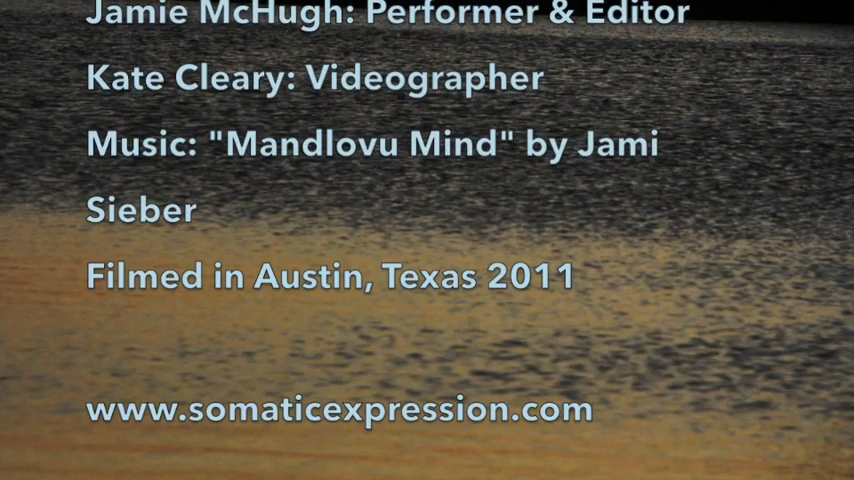 Jamie McHugh: Performer & Editor
Kate Cleary: Videographer
Music: "Mandlovu Mind" by Jami
Sieber
Filmed in Austin, Texas 2011
www.somaticexpression.com